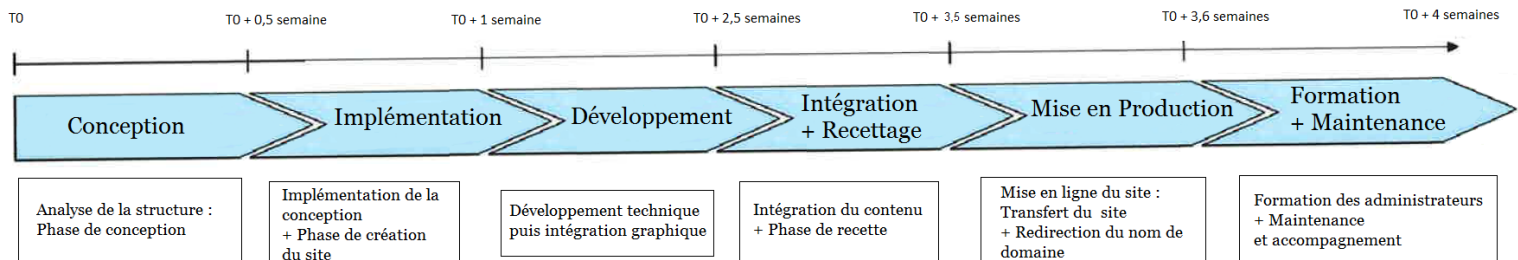 T0
T0 + 0,5 semaine
T0 + 1 semaine
T0 + 2,5 semaines
T0 + 3,5 semaines
T0 + 3,6 semaines
T0 + 4 semaines
Conception
Implémentation
Développement
Intégration
+ Recettage
Mise en Production
Formation
+ Maintenance
Analyse de la structure :
Phase de conception
Implémentation de la
conception
+ Phase de création
du site
Développement technique
puis intégration graphique
Intégration du contenu
+ Phase de recette
Mise en ligne du site :
Transfert du site
+ Redirection du nom de
domaine
Formation des administrateurs
+ Maintenance
et accompagnement